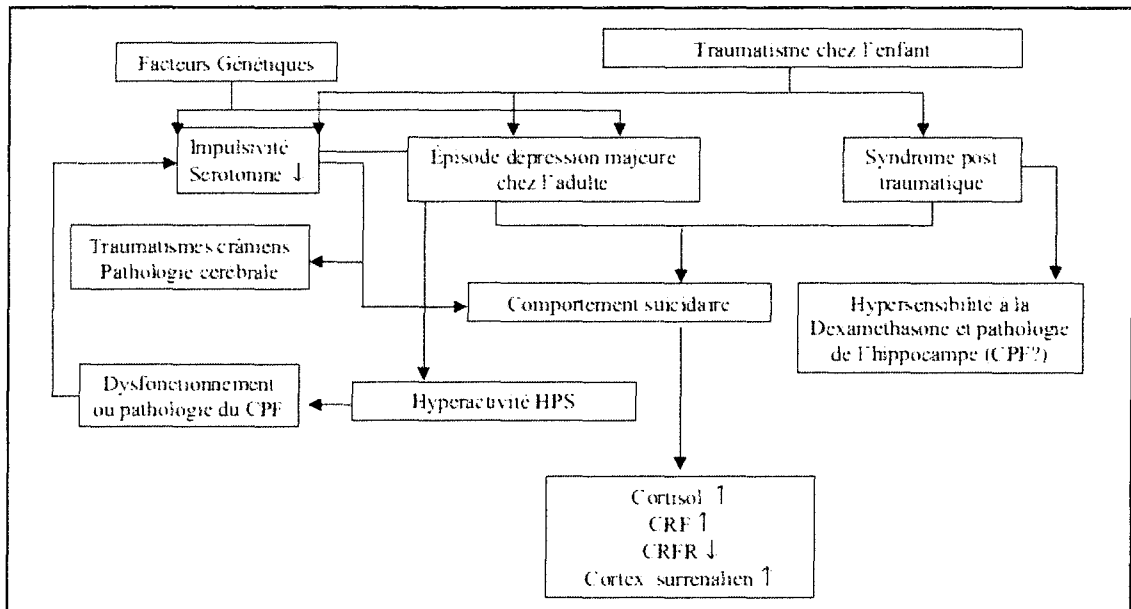 Traumatisme chez l'enfant
Facteurs Génétiques
Impulsivité
Serotonine ↓
Épisode dépression majeure
chez l'adulte
Syndrome post
traumatique
Traumatismes crâniens
Pathologie cerebrale
Comportement suicidaire
Hypersensibilité a la
Dexamethasone et pathologie
de l'hippocampe (CPF?)
Dysfonctionnement
ou pathologie du CPF
Hyperactivité HPS
Cortisol ↑
CRF ↑
CRFR ↓
Cortex surrenalien ↑